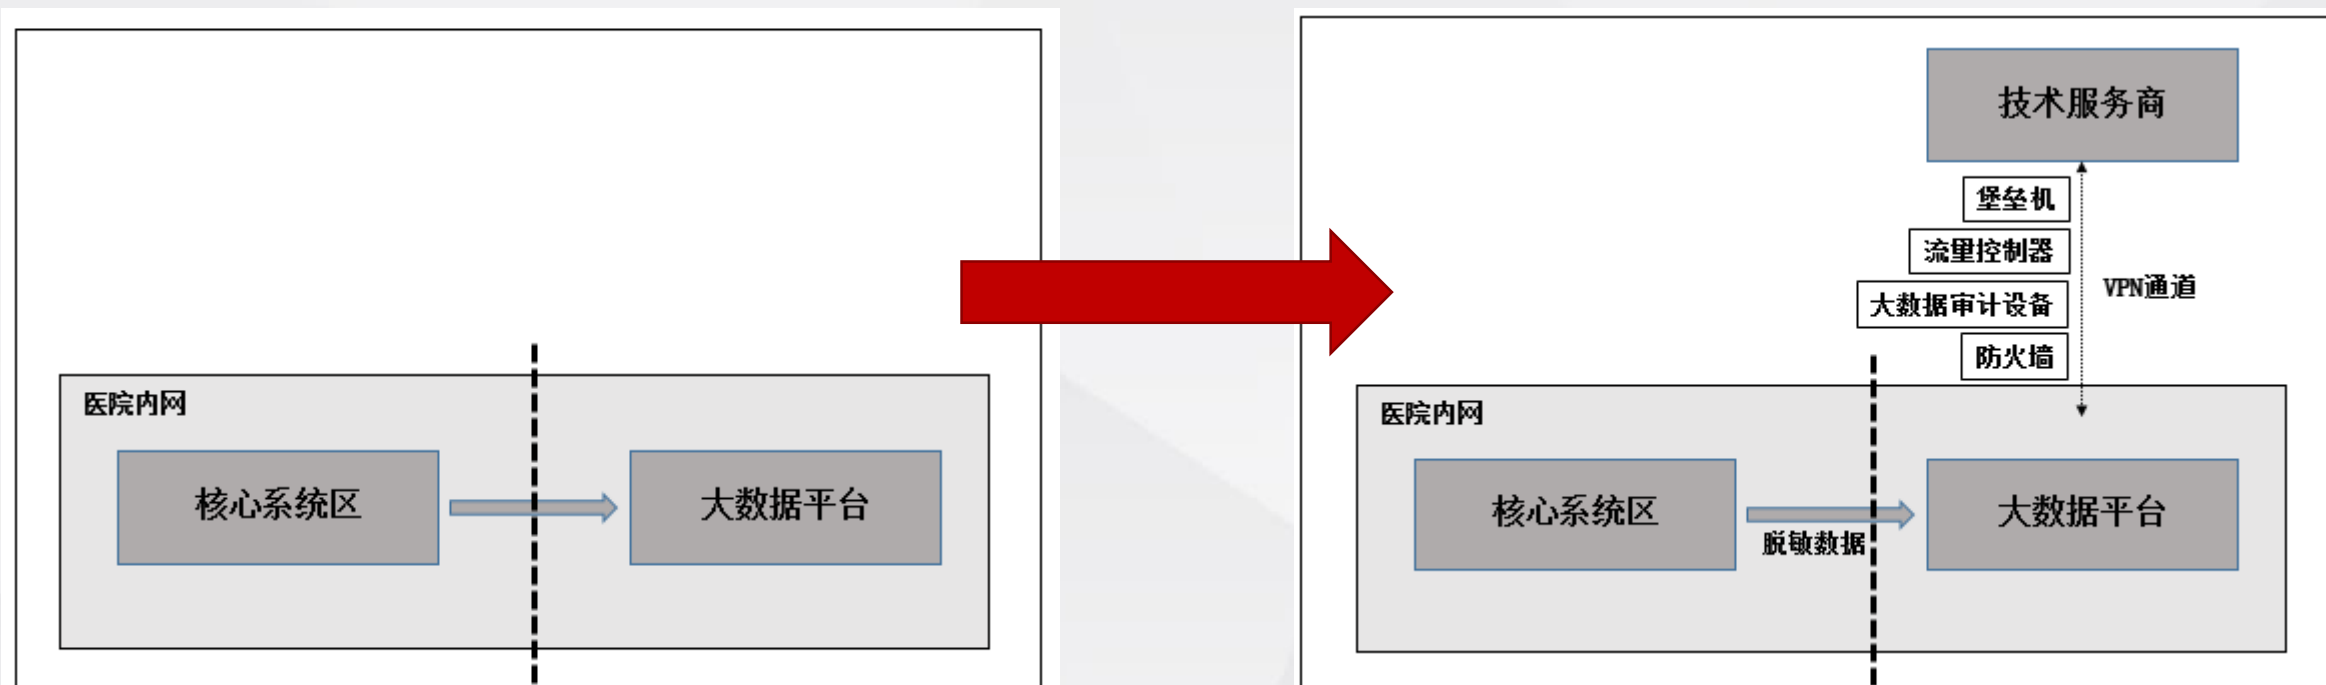 医院内网
核心系统区
大数据平台
技术服务商
堡垒机
流量控制器
大数据审计设备
防火墙
VPN通道
医院内网
核心系统区
脱敏数据
大数据平台